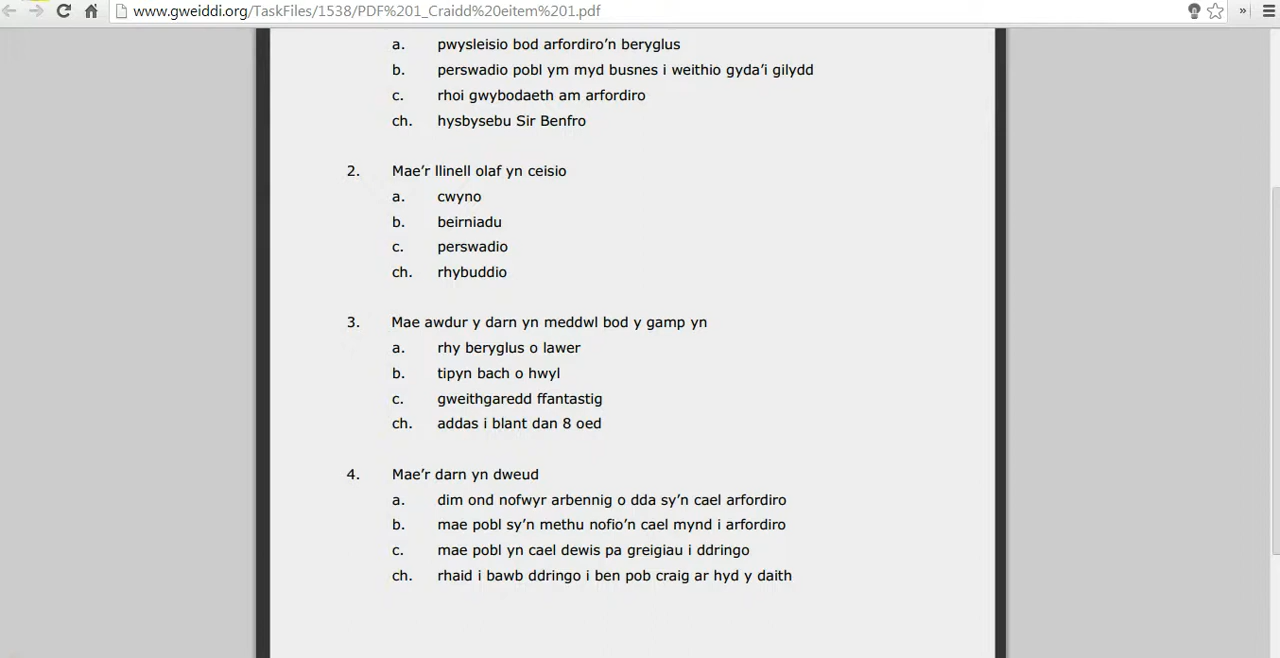 www.gweiddi.org/TaskFiles/1538/PDF%201_Craidd%20eitem%201.pdf
a. pwysleisio bod arfordiro’n beryglus
b. perswadio pobl ym myd busnes i weithio gyda’i gilydd
c. rhoi gwybodaeth am arfordiro
ch. hysbysebu Sir Benfro
2. Mae’r llinell olaf yn ceisio
a. cwyno
b. beirniadu
c. perswadio
ch. rhybuddio
3. Mae awdur y darn yn meddwl bod y gamp yn
a. rhy beryglus o lawer
b. tipyn bach o hwyl
c. gweithgaredd ffantastig
ch. addas i blant dan 8 oed
4. Mae’r darn yn dweud
a. dim ond nofwyr arbennig o dda sy’n cael arfordiro
b. mae pobl sy’n methu nofio’n cael mynd i arfordiro
c. mae pobl yn cael dewis pa greigiau i ddringo
ch. rhaid i bawb ddringo i ben pob craig ar hyd y daith